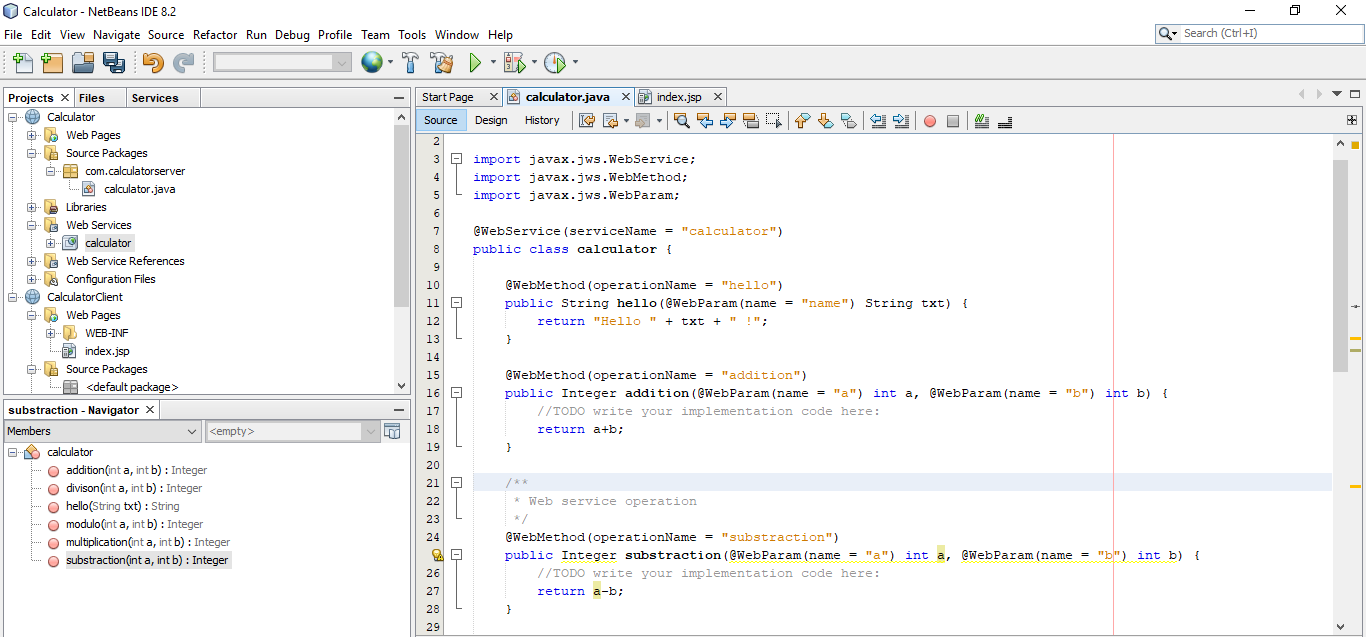 Calculator - NetBeans IDE 8.2
File Edit View Navigate Source Refactor Run Debug Profile Team Tools Window Help
Search (Ctrl+I)
Projects Files Services
Calculator
Web Pages
Source Packages
com.calculatorserver
calculator.java
Libraries
Web Services
calculator
Web Service References
Configuration Files
CalculatorClient
Web Pages
WEB-INF
index.jsp
Source Packages
<default package>
substraction - Navigator
Members <empty>
calculator
addition(int a, int b) : Integer
divison(int a, int b) : Integer
hello(String txt) : String
modulo(int a, int b) : Integer
multiplication(int a, int b) : Integer
substraction(int a, int b) : Integer
Start Page calculator.java index.jsp
Source Design History
2
3 import javax.jws.WebService;
4 import javax.jws.WebMethod;
5 import javax.jws.WebParam;
6
7 @WebService(serviceName = "calculator")
8 public class calculator {
9
10 @WebMethod(operationName = "hello")
11 public String hello(@WebParam(name = "name") String txt) {
12 return "Hello " + txt + " !";
13 }
14
15 @WebMethod(operationName = "addition")
16 public Integer addition(@WebParam(name = "a") int a, @WebParam(name = "b") int b) {
17 //TODO write your implementation code here:
18 return a+b;
19 }
20
21 /**
22 * Web service operation
23 */
24 @WebMethod(operationName = "substraction")
public Integer substraction(@WebParam(name = "a") int a, @WebParam(name = "b") int b) {
26 //TODO write your implementation code here:
27 return a-b;
28 }
29